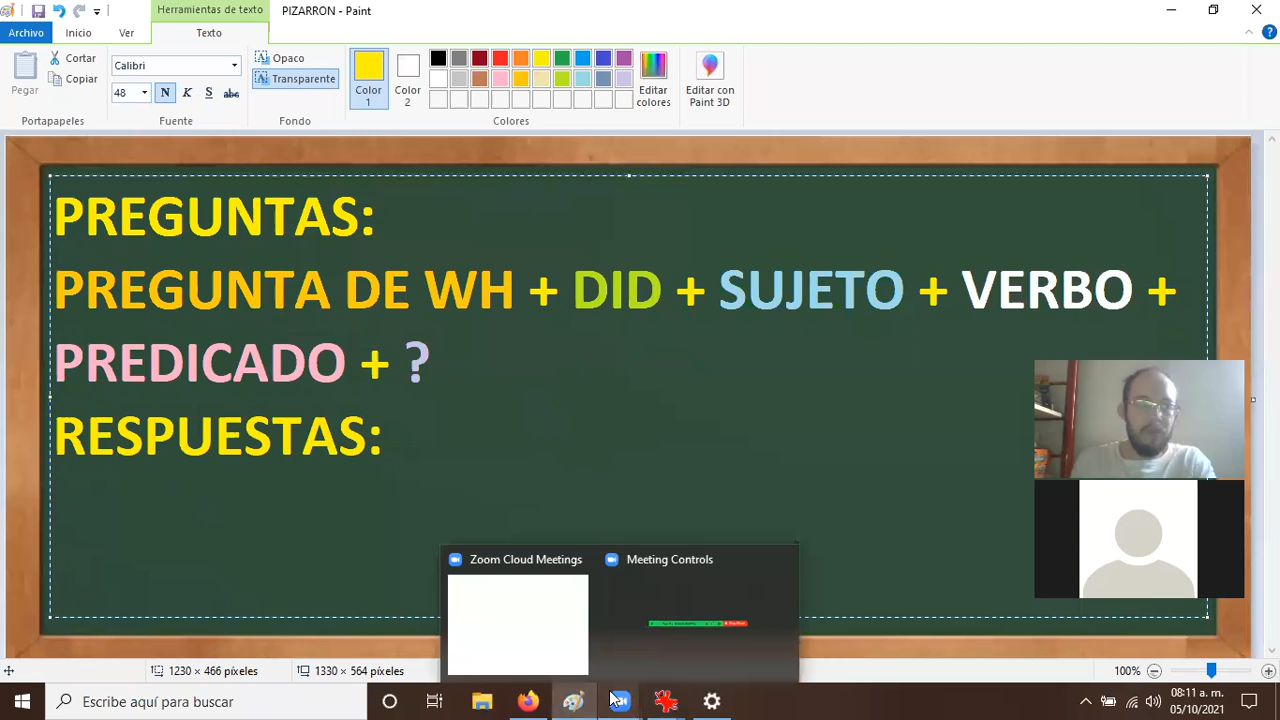 Herramientas de texto
PIZARRON - Paint
Archivo
Inicio
Ver
Texto
Pegar
Cortar
Copiar
Portapapeles
Calibri
48
N
K
S
abc
Fuente
Opaco
Transparente
Fondo
Color
1
Color
2
Colores
Editar
colores
Editar con
Paint 3D
PREGUNTAS:
PREGUNTA DE WH + DID + SUJETO + VERBO +
PREDICADO + ?
RESPUESTAS:
Zoom Cloud Meetings
Meeting Controls
1230 × 466 píxeles
1330 × 564 píxeles
100%
Escribe aquí para buscar
08:11 a. m.
05/10/2021